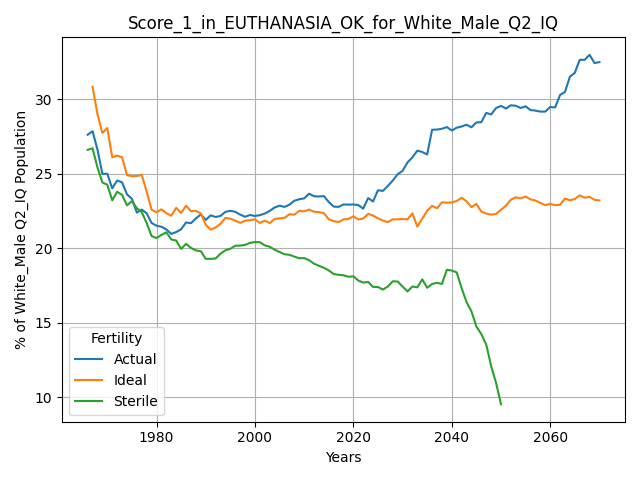 Score_1_in_EUTHANASIA_OK_for_White_Male_Q2_IQ
% of White_Male Q2_IQ Population
30
25
20
15
10
Fertility
Actual
Ideal
Sterile
1980
2000
2020
2040
2060
Years